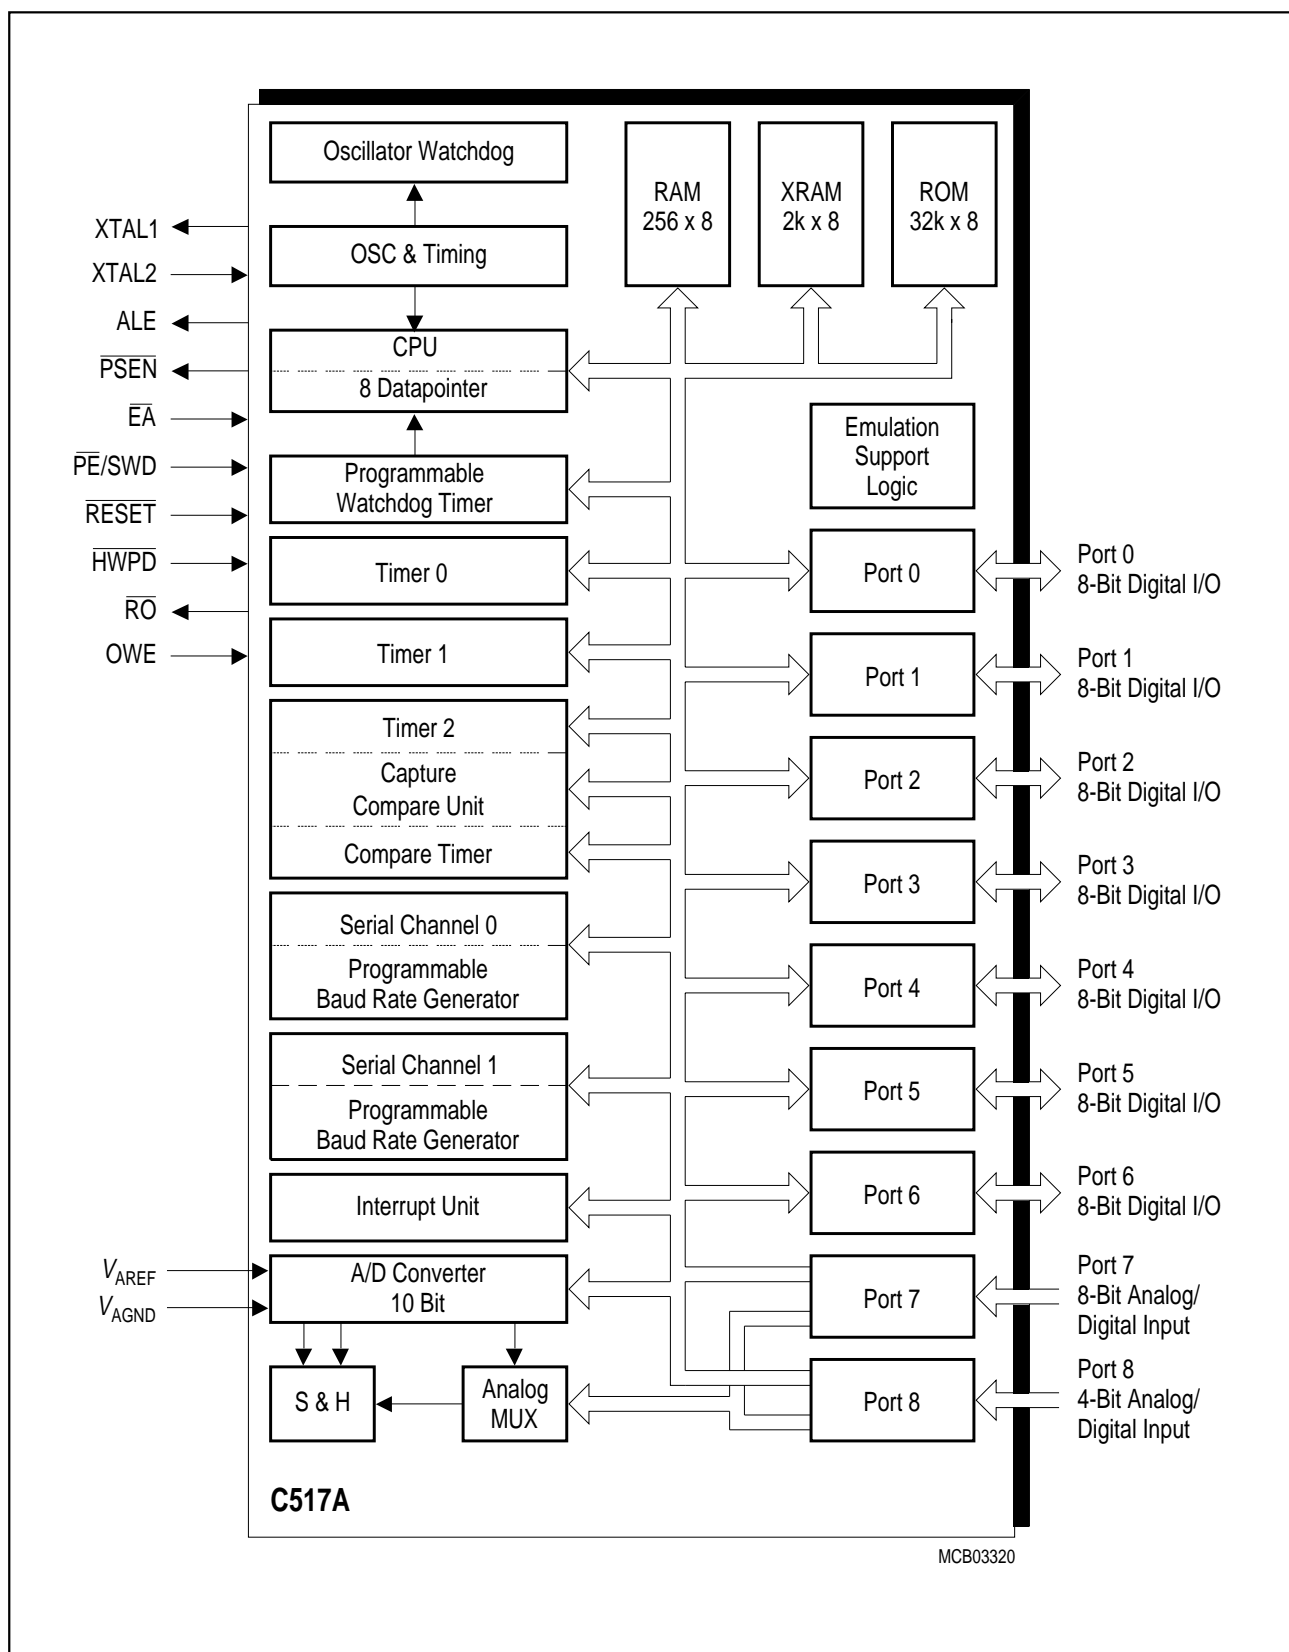 XTAL1
XTAL2
ALE
P̅S̅E̅N̅
E̅A̅
P̅E̅/SWD
R̅E̅S̅E̅T̅
H̅W̅P̅D̅
R̅O̅
OWE
VAREF
VAGND
Oscillator Watchdog
OSC & Timing
CPU
8 Datapointer
Programmable
Watchdog Timer
Timer 0
Timer 1
Timer 2
Capture
Compare Unit
Compare Timer
Serial Channel 0
Programmable
Baud Rate Generator
Serial Channel 1
Programmable
Baud Rate Generator
Interrupt Unit
A/D Converter
10 Bit
S & H
Analog
MUX
RAM
256 x 8
XRAM
2k x 8
ROM
32k x 8
Emulation
Support
Logic
Port 0
Port 1
Port 2
Port 3
Port 4
Port 5
Port 6
Port 7
Port 8
Port 0
8-Bit Digital I/O
Port 1
8-Bit Digital I/O
Port 2
8-Bit Digital I/O
Port 3
8-Bit Digital I/O
Port 4
8-Bit Digital I/O
Port 5
8-Bit Digital I/O
Port 6
8-Bit Digital I/O
Port 7
8-Bit Analog/
Digital Input
Port 8
4-Bit Analog/
Digital Input
C517A
MCB03320